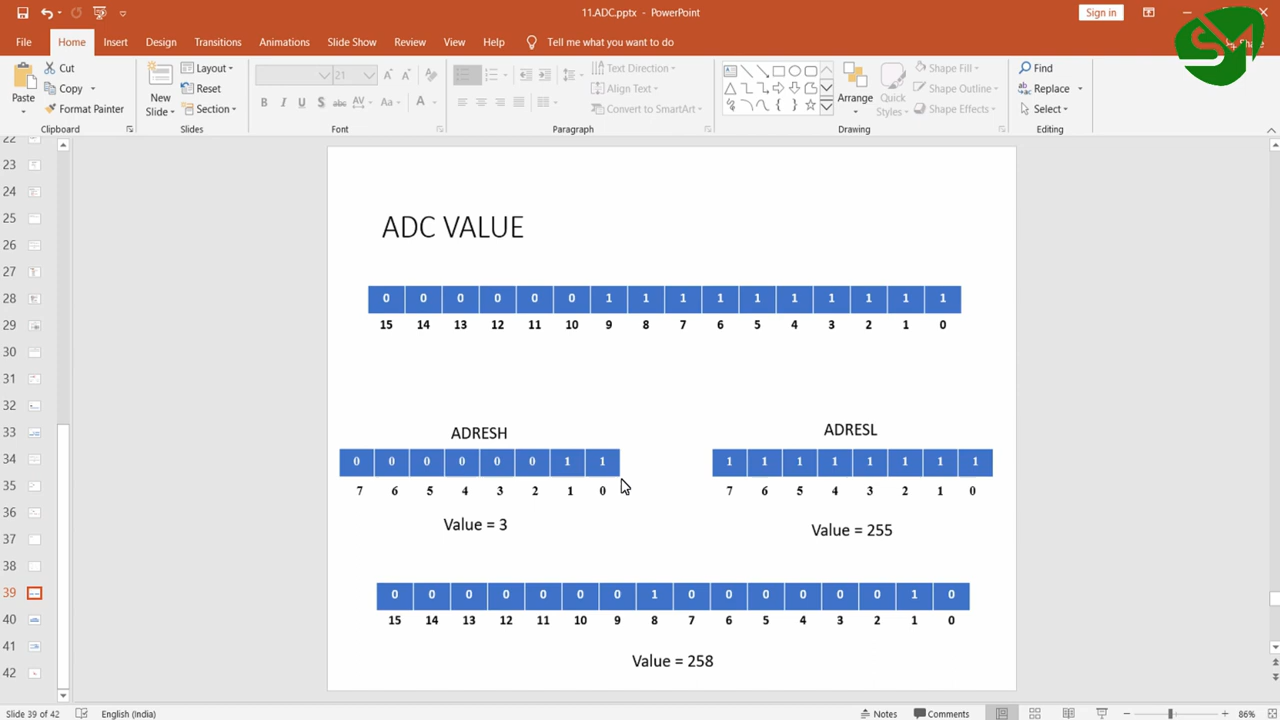 11.ADC.pptx - PowerPoint
Sign in
File Home Insert Design Slide Show Transitions Animations Slide Show Review View Help Tell me what you want to do Share
Paste
Cut
Copy
Format Painter
Clipboard
New Slide
Layout
Reset
Section
Slides
21
B I U S abc AV Aa A
Font
Text Direction
Align Text
Convert to SmartArt
Paragraph
Arrange
Quick Styles
Shape Fill
Shape Outline
Shape Effects
Drawing
Find
Replace
Select
Editing
SM
22
23
24
25
26
27
28
29
30
31
32
33
34
35
36
37
38
39
40
41
42
ADC VALUE
0 0 0 0 0 0 1 1 1 1 1 1 1 1 1 1
15 14 13 12 11 10 9 8 7 6 5 4 3 2 1 0
ADRESH
0 0 0 0 0 0 1 1
7 6 5 4 3 2 1 0
Value = 3
ADRESL
1 1 1 1 1 1 1 1
7 6 5 4 3 2 1 0
Value = 255
0 0 0 0 0 0 0 1 0 0 0 0 0 0 1 0
15 14 13 12 11 10 9 8 7 6 5 4 3 2 1 0
Value = 258
Slide 39 of 42 English (India) Notes Comments 86%